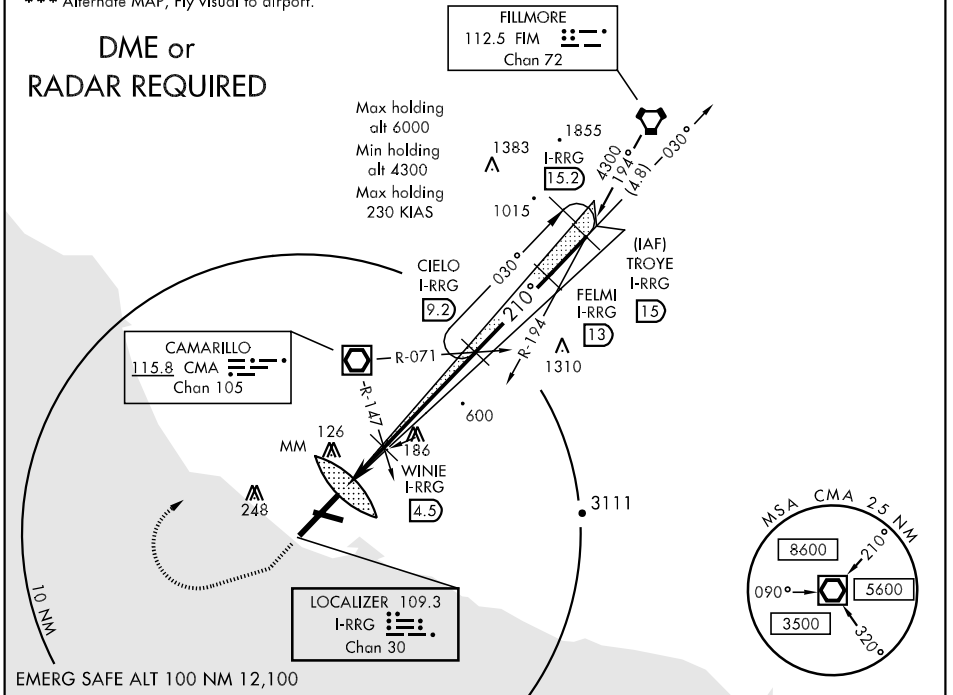 *** Alternate MAP, Fly visual to airport.
DME or
RADAR REQUIRED
FILLMORE
112.5 FIM
Chan 72
Max holding
alt 6000
Min holding
alt 4300
Max holding
230 KIAS
1383
1855
I-RRG
15.2
1015
4300
194°
(4.8)
030°
(IAF)
TROYE
I-RRG
15
CIELO
I-RRG
9.2
030°
210°
FELMI
I-RRG
13
R-194
1310
CAMARILLO
115.8 CMA
Chan 105
R-071
R-147
600
MM
126
186
WINIE
I-RRG
4.5
248
3111
10 NM
LOCALIZER 109.3
I-RRG
Chan 30
MSA CMA 25 NM
8600
210°
090°
5600
3500
320°
EMERG SAFE ALT 100 NM 12,100